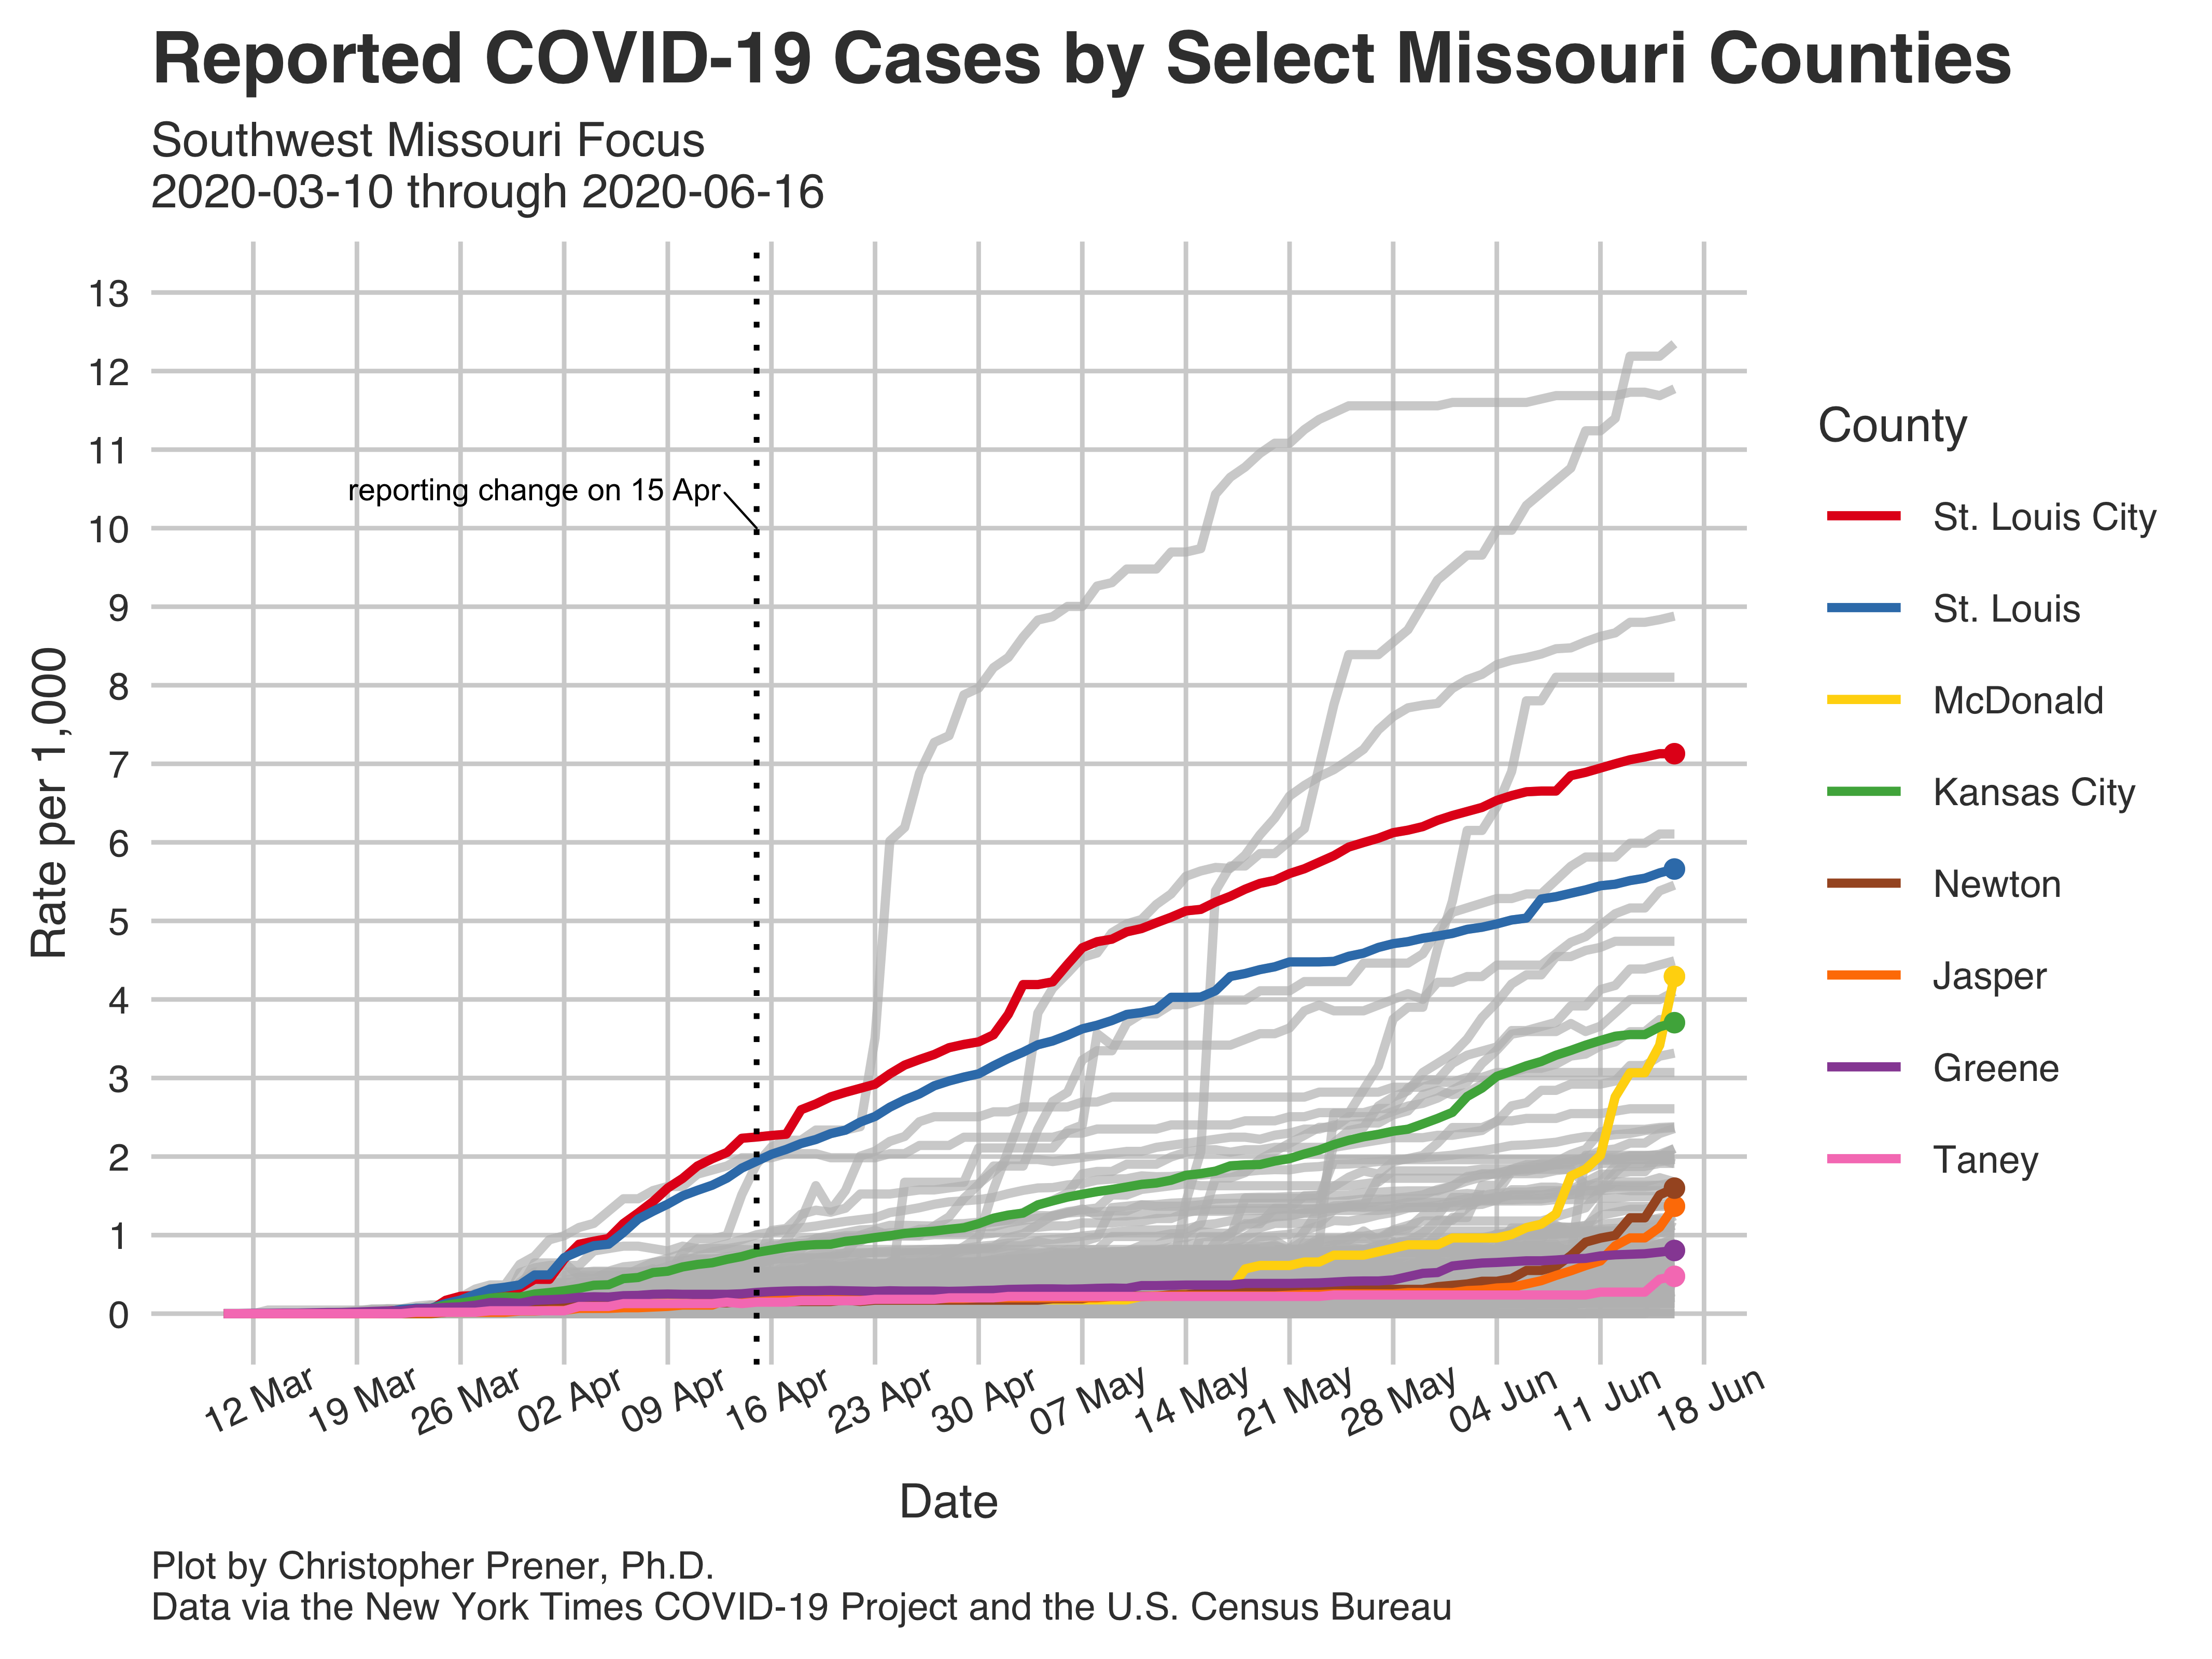 Reported COVID-19 Cases by Select Missouri Counties
Southwest Missouri Focus
2020-03-10 through 2020-06-16
13
12
11
10
9
8
7
6
5
4
3
2
1
0
Rate per 1,000
reporting change on 15 Apr
12 Mar
19 Mar
26 Mar
02 Apr
09 Apr
16 Apr
23 Apr
30 Apr
07 May
14 May
21 May
28 May
04 Jun
11 Jun
18 Jun
Date
County
St. Louis City
St. Louis
McDonald
Kansas City
Newton
Jasper
Greene
Taney
Plot by Christopher Prener, Ph.D.
Data via the New York Times COVID-19 Project and the U.S. Census Bureau